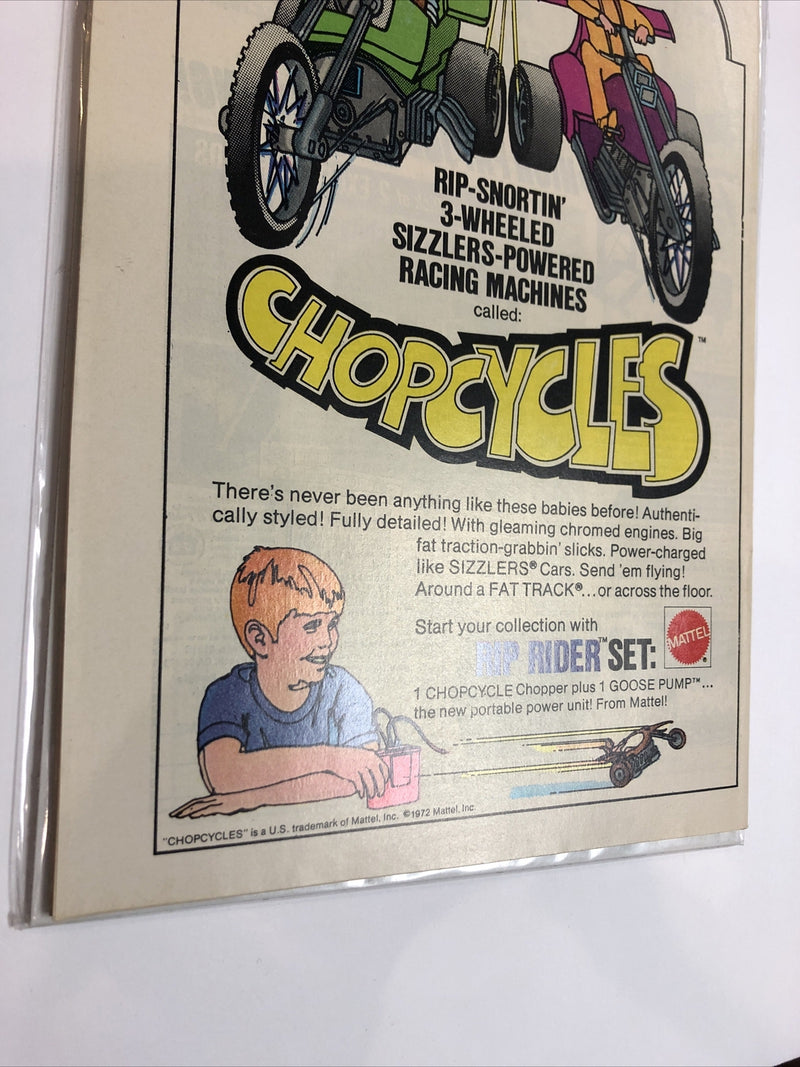 RIP-SNORTIN'
3-WHEELED
SIZZLERS-POWERED
RACING MACHINES
called:
CHOPCYCLES™
There's never been anything like these babies before! Authenti-
cally styled! Fully detailed! With gleaming chromed engines. Big
fat traction-grabbin' slicks. Power-charged
like SIZZLERS® Cars. Send 'em flying!
Around a FAT TRACK®...or across the floor.
Start your collection with
RIP RIDER™ SET:
MATTEL®
1 CHOPCYCLE Chopper plus 1 GOOSE PUMP™...
the new portable power unit! From Mattel!
"CHOPCYCLES" is a U.S. trademark of Mattel, Inc. ©1972 Mattel, Inc.